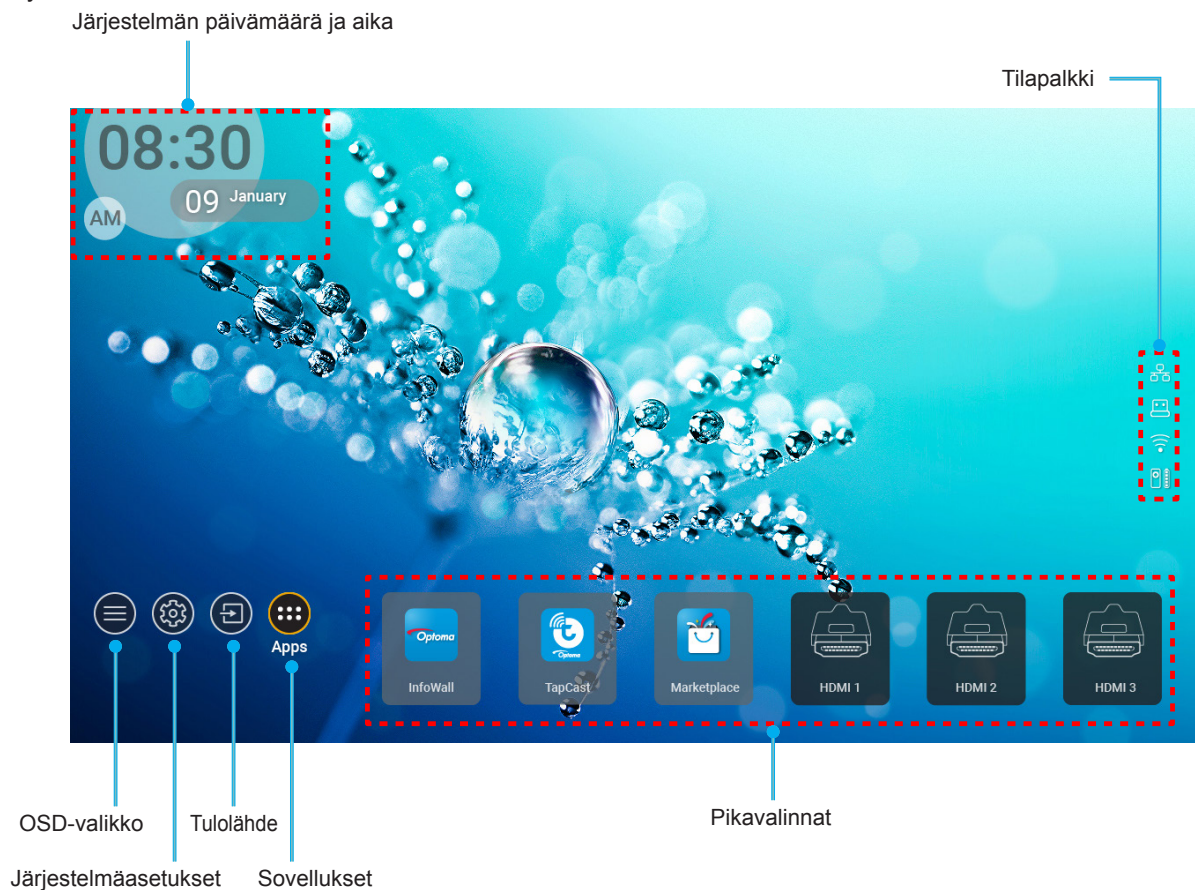 Järjestelmän päivämäärä ja aika
Tilapalkki
08:30
09 January
AM
Apps
Optoma
Optoma
InfoWall
TapCast
Marketplace
HDMI 1
HDMI 2
HDMI 3
OSD-valikko
Tulolähde
Pikavalinnat
Järjestelmäasetukset
Sovellukset